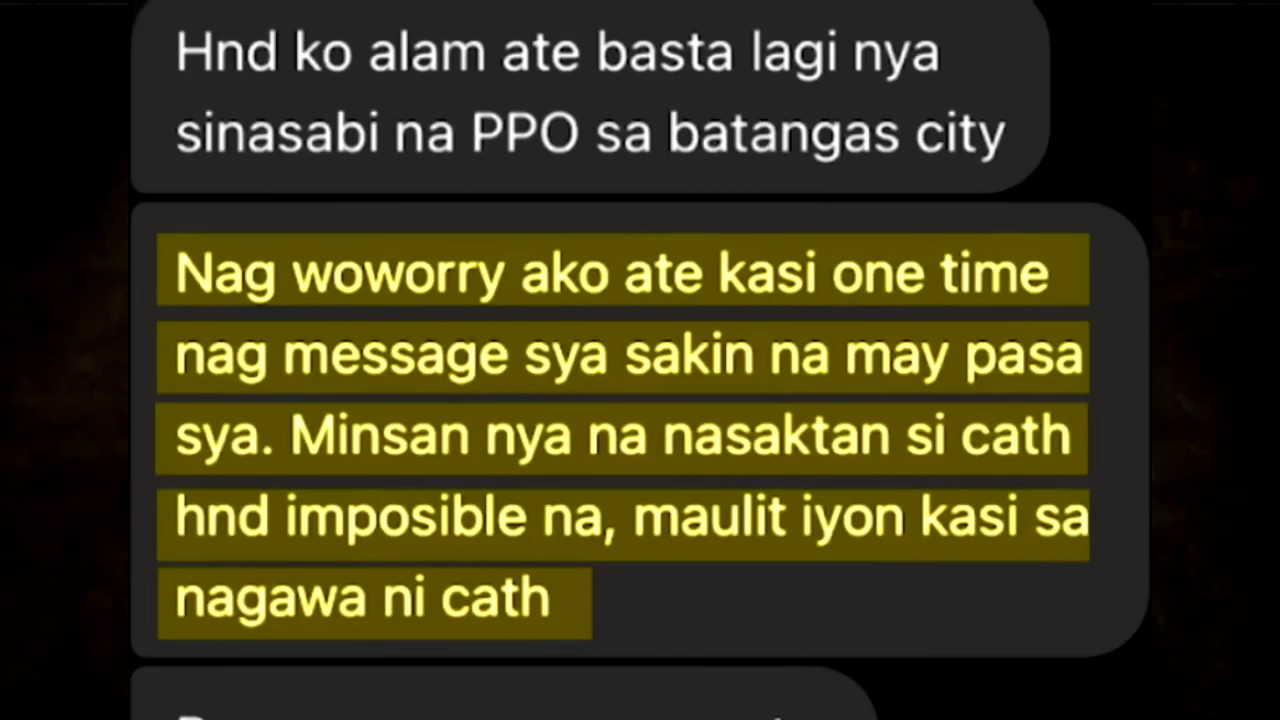 Hnd ko alam ate basta lagi nya
sinasabi na PPO sa batangas city
Nag woworry ako ate kasi one time
nag message sya sakin na may pasa
sya. Minsan nya na nasaktan si cath
hnd imposible na, maulit iyon kasi sa
nagawa ni cath